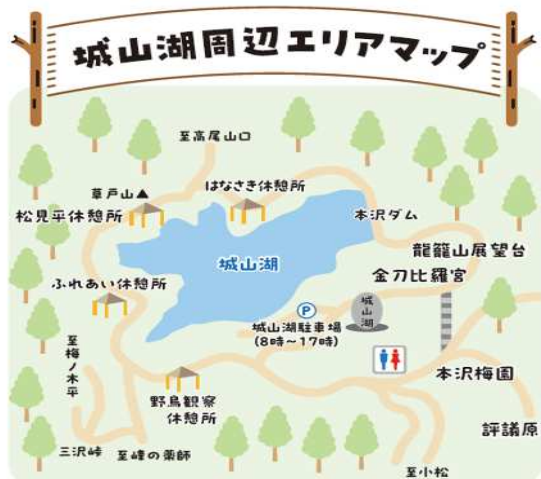 城山湖周辺エリアマップ
至高尾山口
草戸山▲
はなさき休憩所
松見平休憩所
本沢ダム
城山湖
龍籠山展望台
金刀比羅宮
ふれあい休憩所
P
城山湖
城山湖駐車場
(8時〜17時)
至梅ノ木平
本沢梅園
野鳥観察
休憩所
評議原
三沢峠
至峰の薬師
至小松